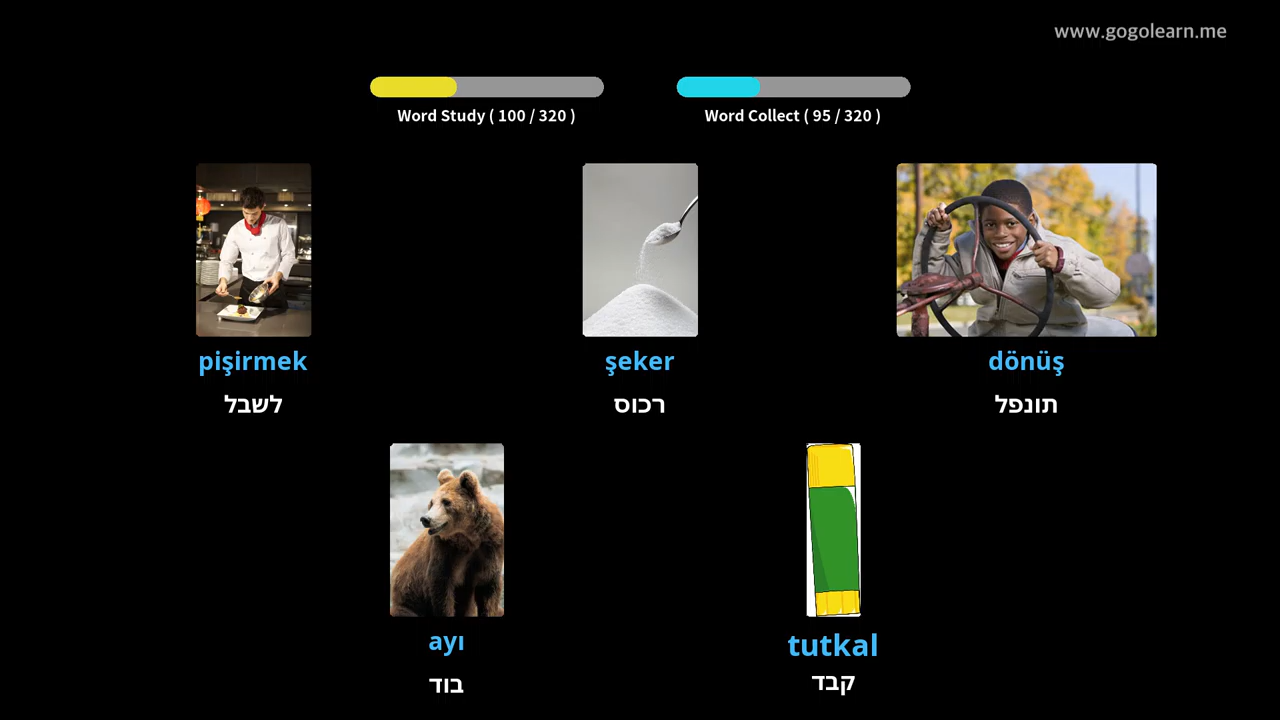 www.gogolearn.me
Word Study ( 100 / 320 )
Word Collect ( 95 / 320 )
pişirmek
לשבל
şeker
רכוס
dönüş
תונפל
ayı
בוד
tutkal
קבד